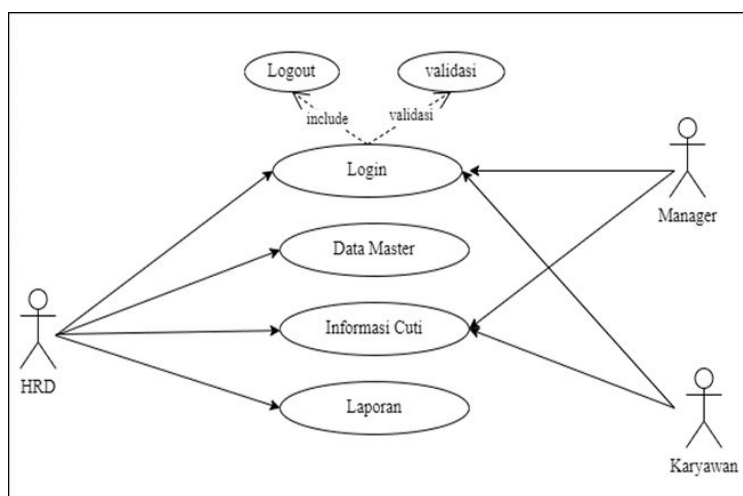 Logout
validasi
include
validasi
Login
Manager
Data Master
Informasi Cuti
HRD
Laporan
Karyawan